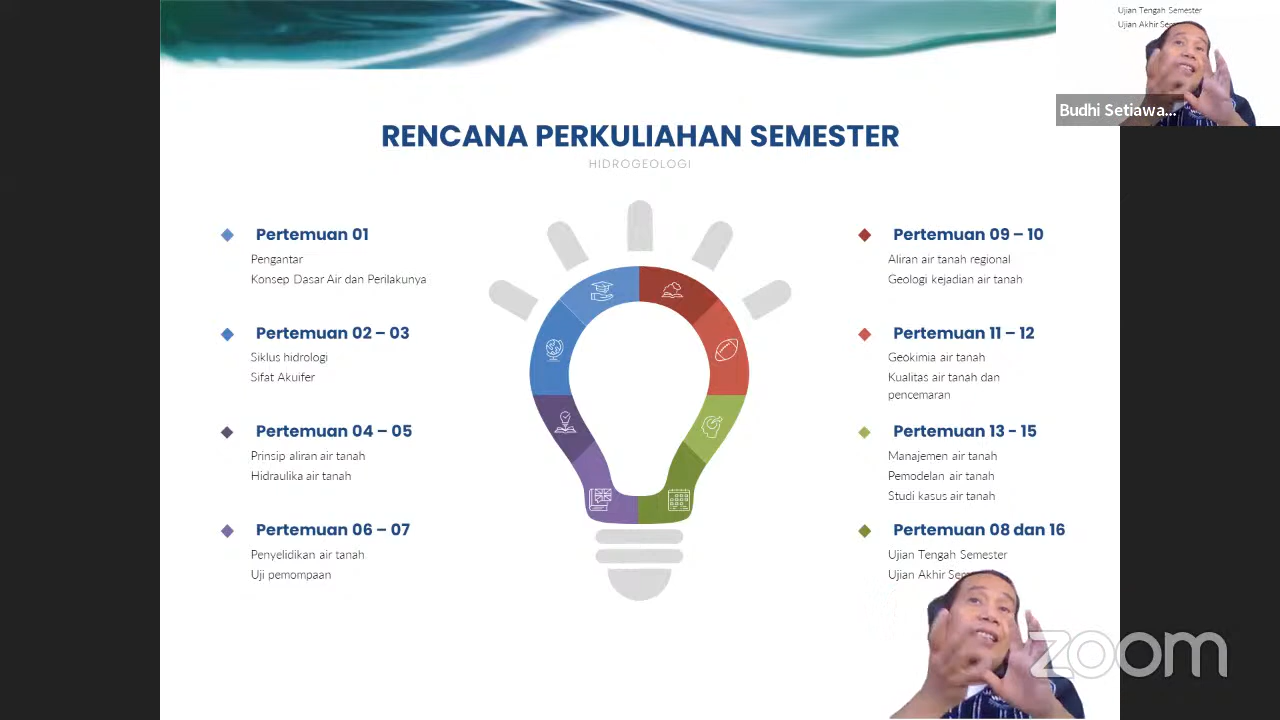 Ujian Tengah Semester
Ujian Akhir
Budhi Setiawa...
RENCANA PERKULIAHAN SEMESTER
HIDROGEOLOGI
Pertemuan 01
Pengantar
Konsep Dasar Air dan Perilakunya
Pertemuan 02 – 03
Siklus hidrologi
Sifat Akuifer
Pertemuan 04 – 05
Prinsip aliran air tanah
Hidraulika air tanah
Pertemuan 06 – 07
Penyelidikan air tanah
Uji pemompaan
Pertemuan 09 – 10
Aliran air tanah regional
Geologi kejadian air tanah
Pertemuan 11 – 12
Geokimia air tanah
Kualitas air tanah dan
pencemaran
Pertemuan 13 - 15
Manajemen air tanah
Pemodelan air tanah
Studi kasus air tanah
Pertemuan 08 dan 16
Ujian Tengah Semester
Ujian Akhir
zoom